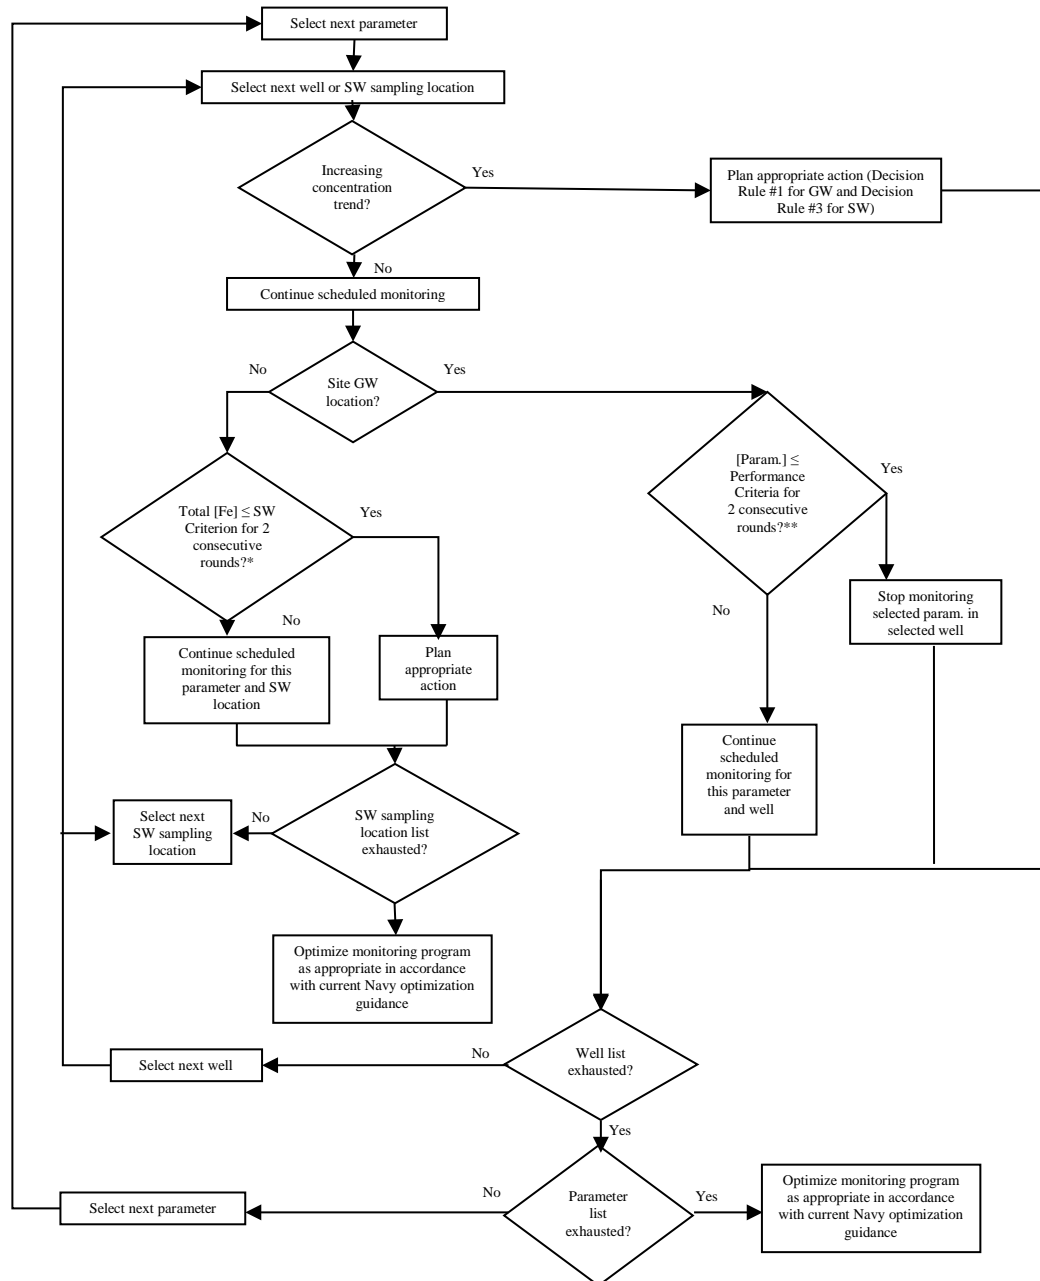 Select next parameter
Select next well or SW sampling location
Increasing
concentration
trend?
Yes
Plan appropriate action (Decision
Rule #1 for GW and Decision
Rule #3 for SW)
No
Continue scheduled monitoring
No
Site GW
location?
Yes
Total [Fe] ≤ SW
Criterion for 2
consecutive
rounds?*
Yes
[Param.] ≤
Performance
Criteria for
2 consecutive
rounds?**
Yes
No
Continue scheduled
monitoring for this
parameter and SW
location
Plan
appropriate
action
No
Stop monitoring
selected param. in
selected well
Continue
scheduled
monitoring for
this parameter
and well
Select next
SW sampling
location
No
SW sampling
location list
exhausted?
Optimize monitoring program
as appropriate in accordance
with current Navy optimization
guidance
Select next well
No
Well list
exhausted?
Yes
Select next parameter
No
Parameter
list
exhausted?
Yes
Optimize monitoring program
as appropriate in accordance
with current Navy optimization
guidance